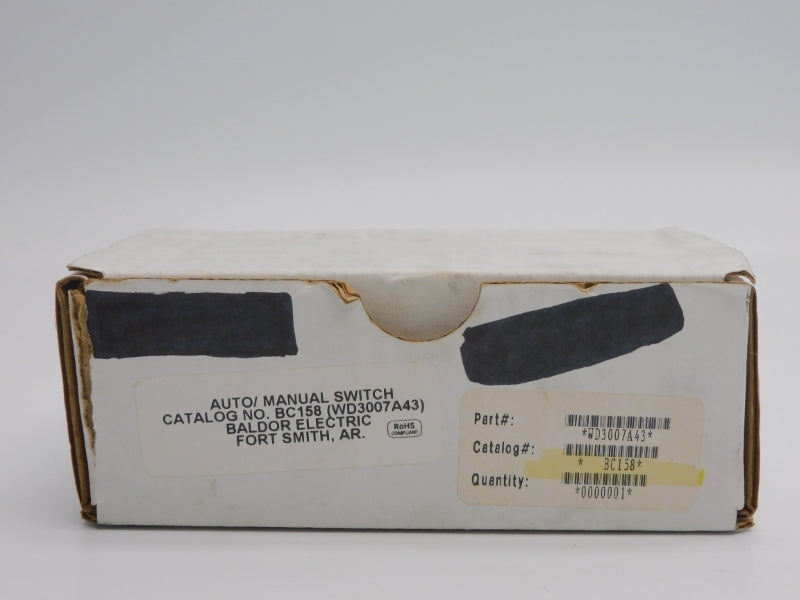 AUTO/ MANUAL SWITCH
CATALOG NO. BC158 (WD3007A43)
BALDOR ELECTRIC
FORT SMITH, AR.
RoHS
COMPLIANT
Part#:
*WD3007A43*
Catalog#:
* BC158*
Quantity:
*0000001*